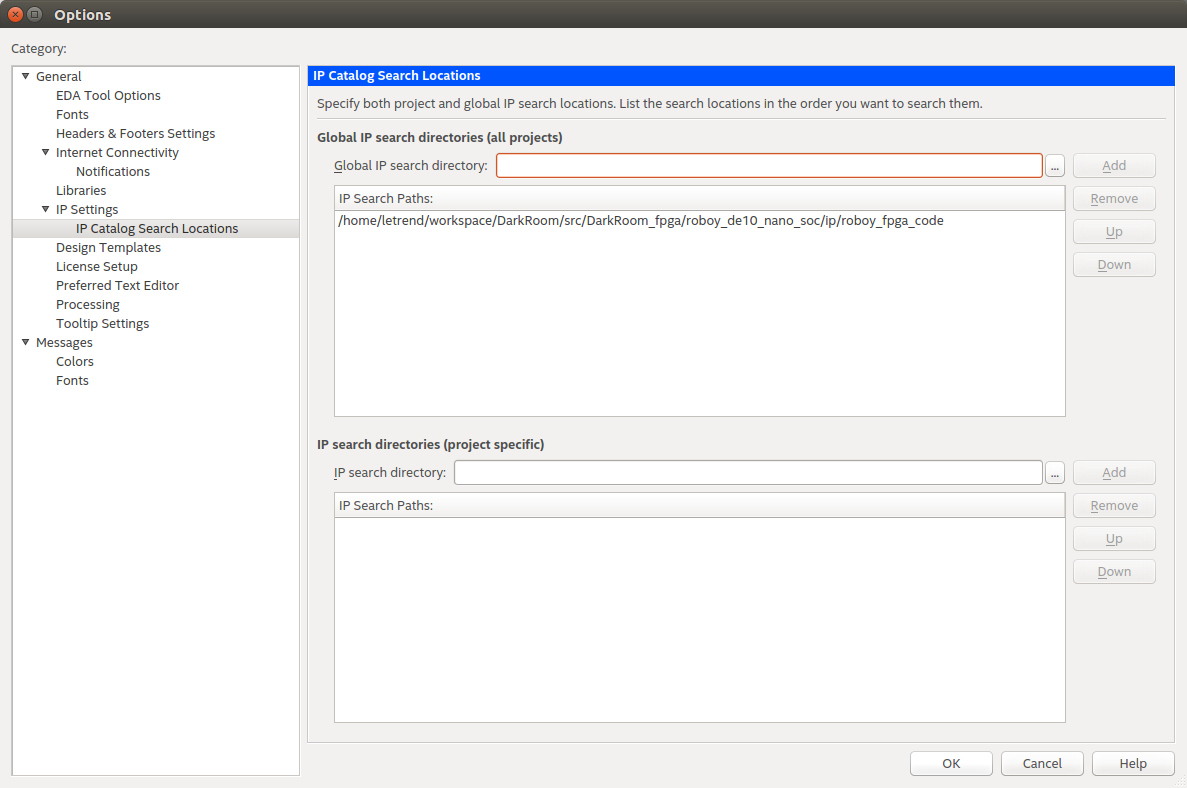 Options
Category:
General
EDA Tool Options
Fonts
Headers & Footers Settings
Internet Connectivity
Notifications
Libraries
IP Settings
IP Catalog Search Locations
Design Templates
License Setup
Preferred Text Editor
Processing
Tooltip Settings
Messages
Colors
Fonts
IP Catalog Search Locations
Specify both project and global IP search locations. List the search locations in the order you want to search them.
Global IP search directories (all projects)
Global IP search directory: ... Add
IP Search Paths: Remove
/home/letrend/workspace/DarkRoom/src/DarkRoom_fpga/roboy_de10_nano_soc/ip/roboy_fpga_code
Up
Down
IP search directories (project specific)
IP search directory: ... Add
IP Search Paths: Remove
Up
Down
OK Cancel Help